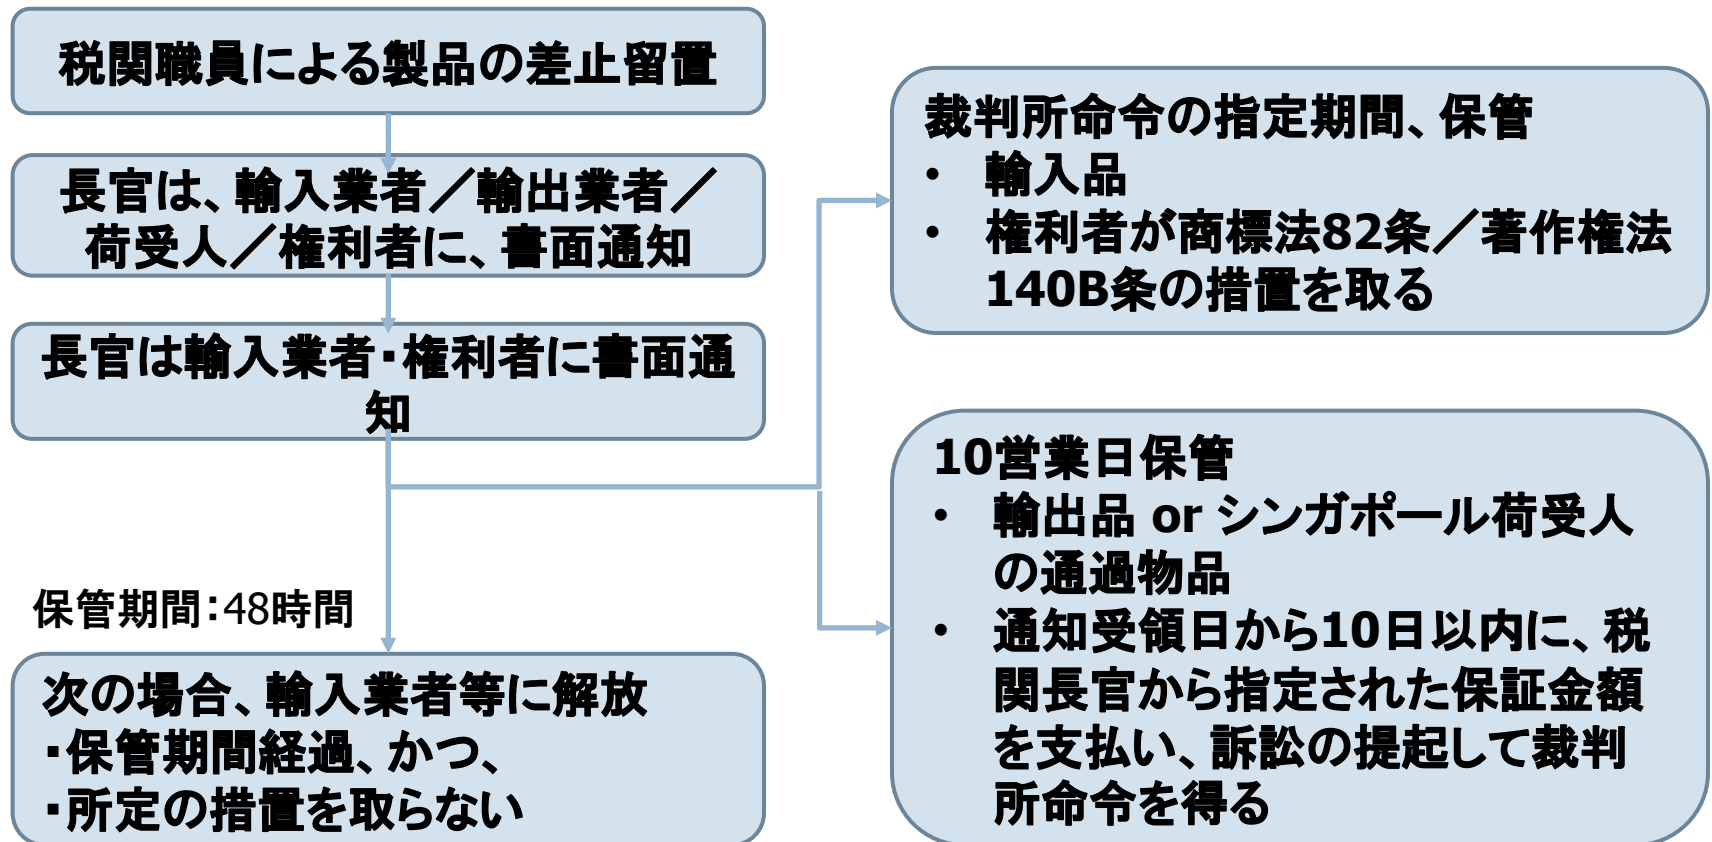 税関職員による製品の差止留置
長官は、輸入業者／輸出業者／
荷受人／権利者に、書面通知
長官は輸入業者・権利者に書面通
知
保管期間：48時間
次の場合、輸入業者等に解放
・保管期間経過、かつ、
・所定の措置を取らない
裁判所命令の指定期間、保管
• 輸入品
• 権利者が商標法82条／著作権法
140B条の措置を取る
10営業日保管
• 輸出品 or シンガポール荷受人
の通過物品
• 通知受領日から10日以内に、税
関長官から指定された保証金額
を支払い、訴訟の提起して裁判
所命令を得る